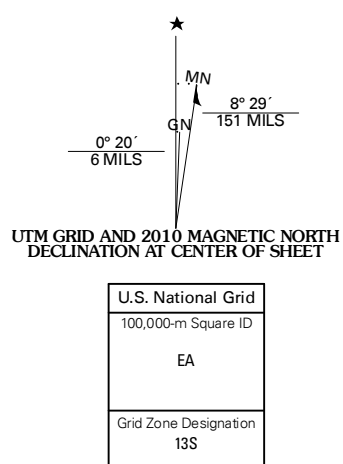 ★
MN
8° 29´
151 MILS
GN
0° 20´
6 MILS
UTM GRID AND 2010 MAGNETIC NORTH
DECLINATION AT CENTER OF SHEET
U.S. National Grid
100,000-m Square ID
EA
Grid Zone Designation
13S